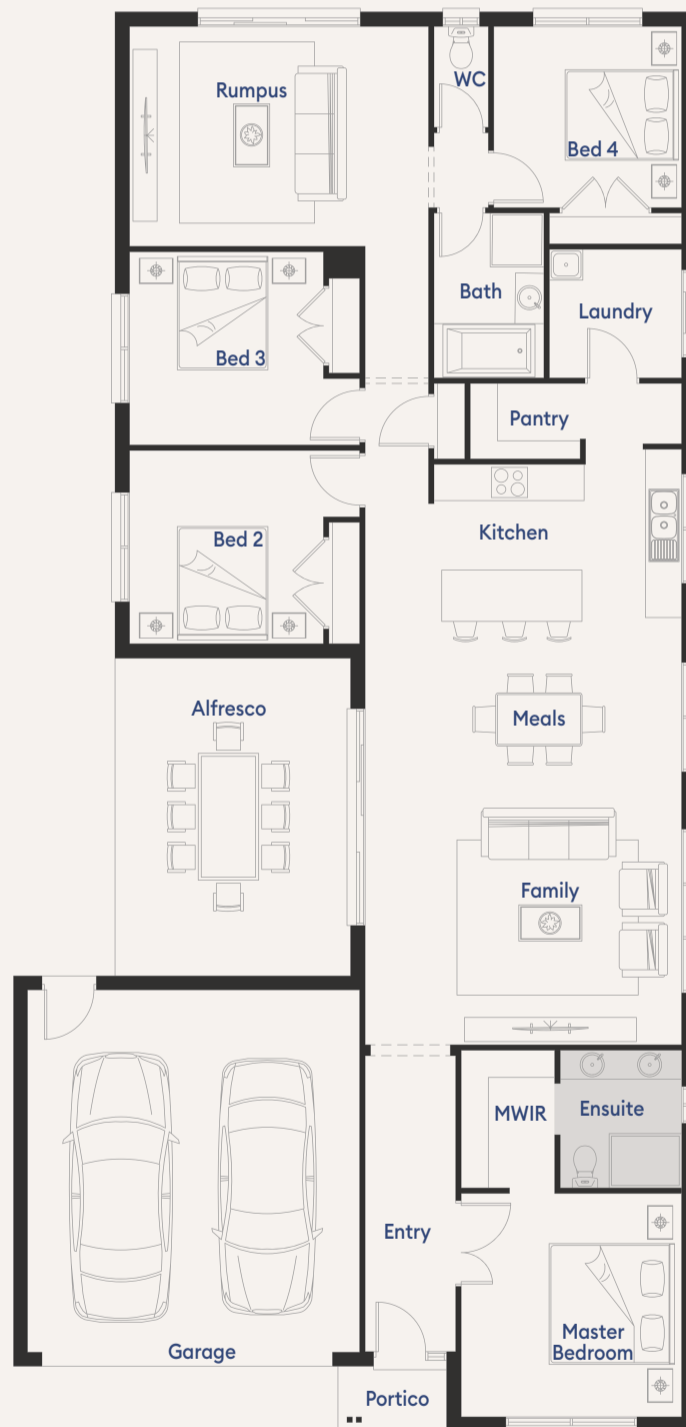 WC
Rumpus
Bed 4
Bath
Laundry
Bed 3
Pantry
Kitchen
Bed 2
Alfresco
Meals
Family
MWIR
Ensuite
Entry
Master
Bedroom
Garage
Portico